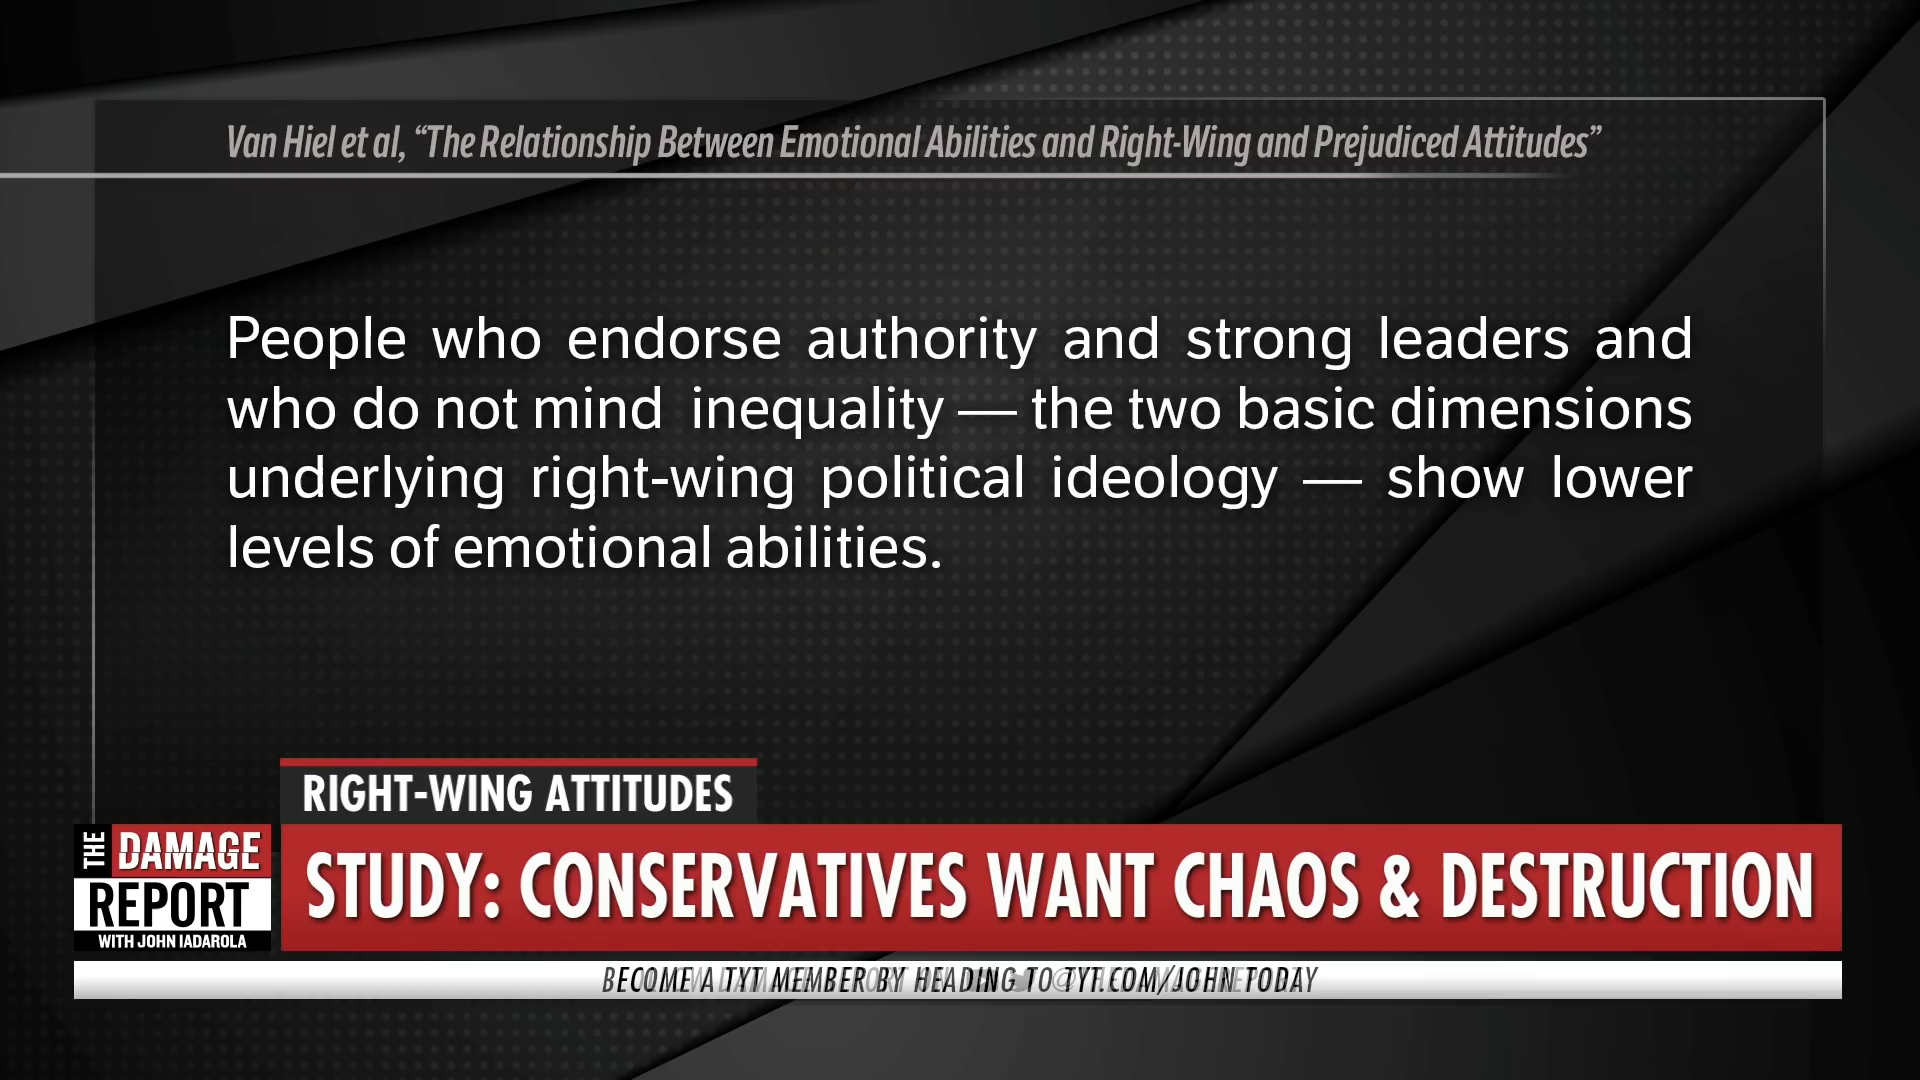 Van Hiel et al, “The Relationship Between Emotional Abilities and Right-Wing and Prejudiced Attitudes”
People who endorse authority and strong leaders and
who do not mind inequality — the two basic dimensions
underlying right-wing political ideology — show lower
levels of emotional abilities.
RIGHT-WING ATTITUDES
THE DAMAGE
REPORT
WITH JOHN IADAROLA
STUDY: CONSERVATIVES WANT CHAOS & DESTRUCTION
BECOME A TYT MEMBER BY HEADING TO TYT.COM/JOHN TODAY